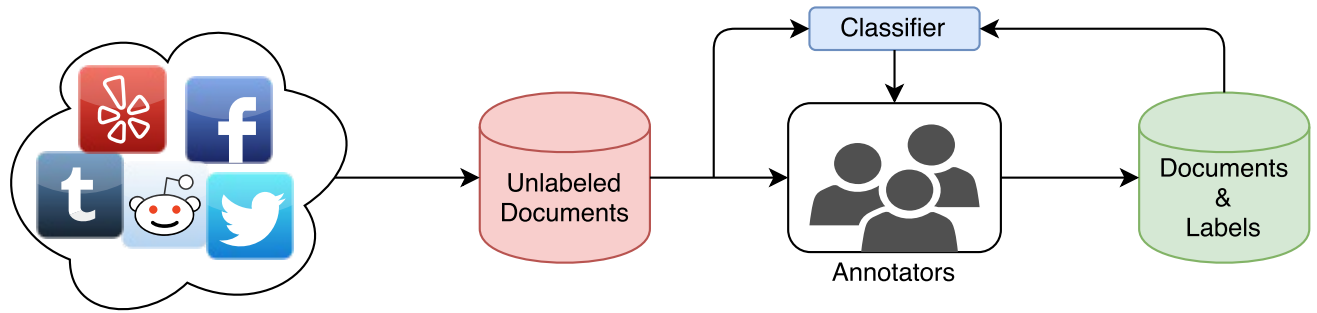 Classifier
f
t
Unlabeled
Documents
Documents
&
Labels
Annotators